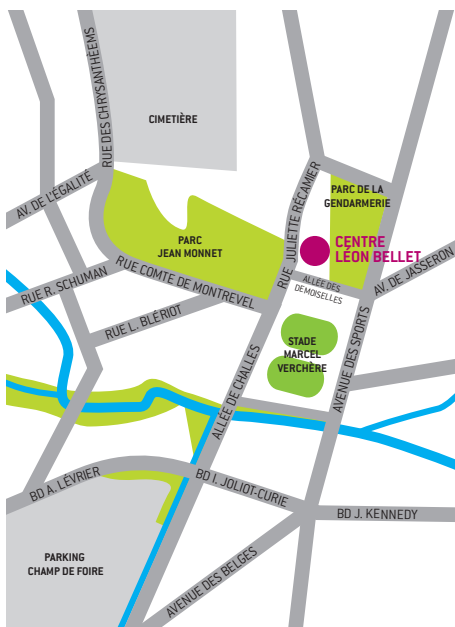 RUE DES CHRYSANTHÈEMS
CIMETIÈRE
AV. DE L'ÉGALITÉ
RUE JULIETTE RÉCAMIER
PARC DE LA
GENDARMERIE
PARC
JEAN MONNET
CENTRE
LÉON BELLET
RUE R. SCHUMAN
RUE COMTE DE MONTREVEL
ALLÉE DES
DEMOISELLES
AV. DE JASSERON
RUE L. BLÉRIOT
STADE
MARCEL
VERCHÈRE
AVENUE DES SPORTS
ALLÉE DE CHALLES
BD A. LÉVRIER
BD I. JOLIOT-CURIE
BD J. KENNEDY
PARKING
CHAMP DE FOIRE
AVENUE DES BELGES